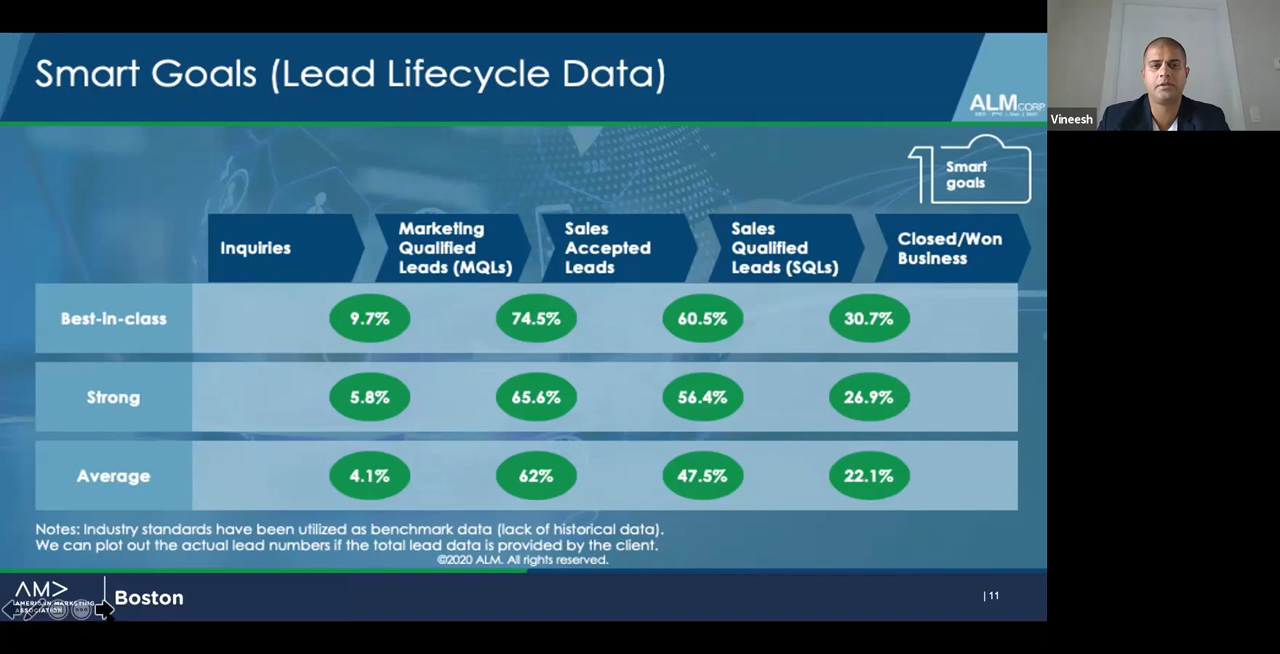 Smart Goals (Lead Lifecycle Data)
ALM CORP
Vineesh
Smart
goals
Inquiries
Marketing
Qualified
Leads (MQLs)
Sales
Accepted
Leads
Sales
Qualified
Leads (SQLs)
Closed/Won
Business
Best-in-class
9.7%
74.5%
60.5%
30.7%
Strong
5.8%
65.6%
56.4%
26.9%
Average
4.1%
62%
47.5%
22.1%
Notes: Industry standards have been utilized as benchmark data (lack of historical data).
We can plot out the actual lead numbers if the total lead data is provided by the client.
©2020 ALM. All rights reserved.
AMERICAN MARKETING
ASSOCIATION
Boston
| 11